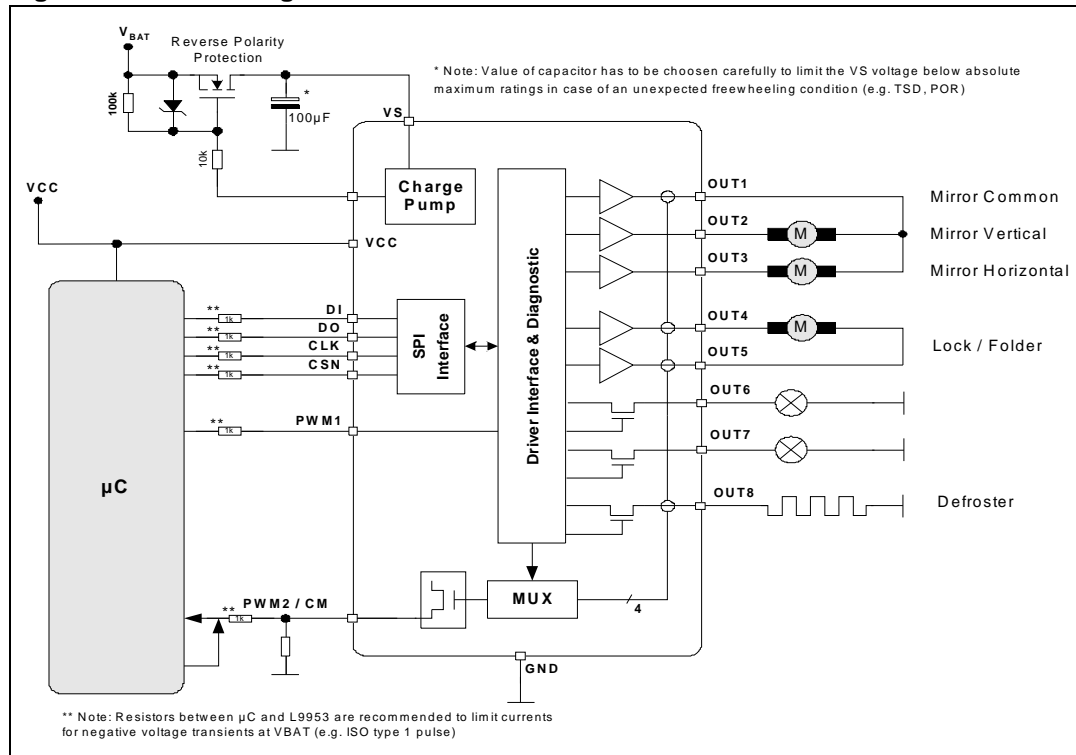 VBAT
Reverse Polarity
Protection
* Note: Value of capacitor has to be choosen carefully to limit the VS voltage below absolute
maximum ratings in case of an unexpected freewheeling condition (e.g. TSD, POR)
100k
*
100µF
VS
10k
Charge
Pump
VCC
VCC
OUT1
Mirror Common
OUT2
M
Mirror Vertical
OUT3
M
Mirror Horizontal
OUT4
M
OUT5
Lock / Folder
OUT6
OUT7
OUT8
Defroster
** 1k DI
** 1k DO
** 1k CLK
** 1k CSN
SPI
Interface
Driver Interface & Diagnostic
** 1k PWM1
µC
MUX
4
** 1k PWM2 / CM
GND
** Note: Resistors between µC and L9953 are recommended to limit currents
for negative voltage transients at VBAT (e.g. ISO type 1 pulse)